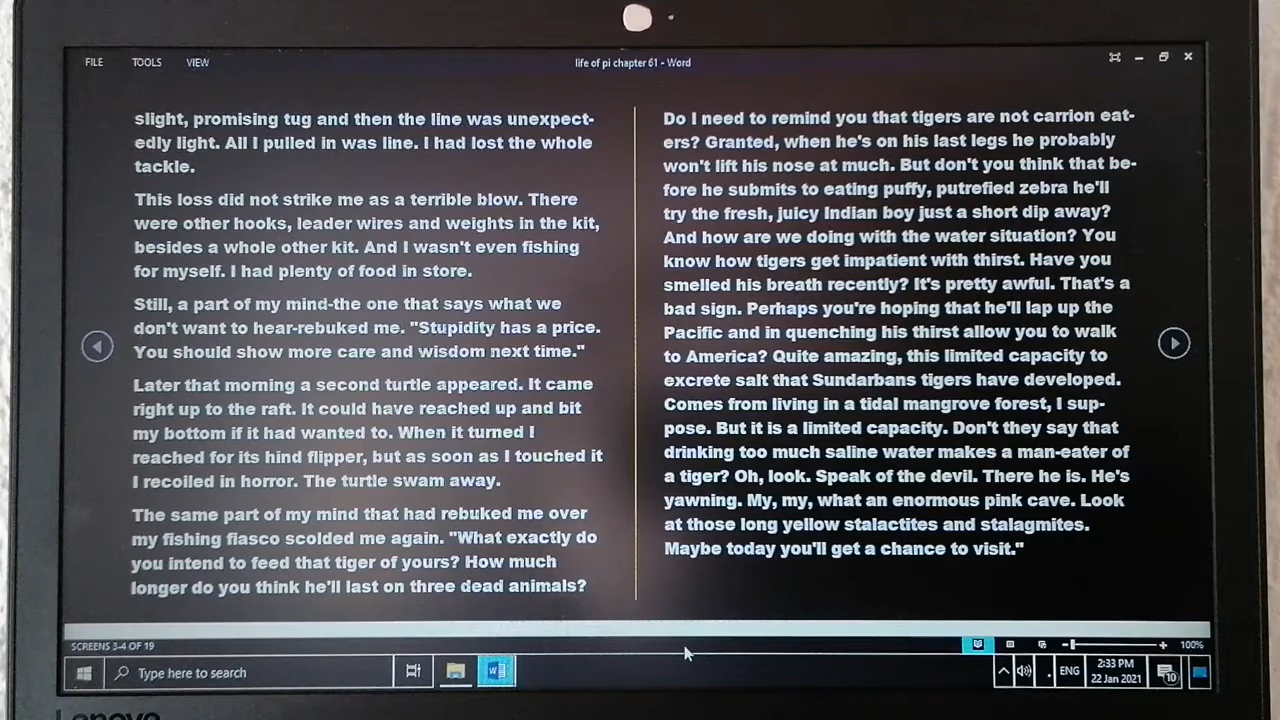 FILE TOOLS VIEW life of pi chapter 61 - Word
slight, promising tug and then the line was unexpect-
edly light. All I pulled in was line. I had lost the whole
tackle.
This loss did not strike me as a terrible blow. There
were other hooks, leader wires and weights in the kit,
besides a whole other kit. And I wasn't even fishing
for myself. I had plenty of food in store.
Still, a part of my mind-the one that says what we
don't want to hear-rebuked me. "Stupidity has a price.
You should show more care and wisdom next time."
Later that morning a second turtle appeared. It came
right up to the raft. It could have reached up and bit
my bottom if it had wanted to. When it turned I
reached for its hind flipper, but as soon as I touched it
I recoiled in horror. The turtle swam away.
The same part of my mind that had rebuked me over
my fishing fiasco scolded me again. "What exactly do
you intend to feed that tiger of yours? How much
longer do you think he'll last on three dead animals?
Do I need to remind you that tigers are not carrion eat-
ers? Granted, when he's on his last legs he probably
won't lift his nose at much. But don't you think that be-
fore he submits to eating puffy, putrefied zebra he'll
try the fresh, juicy Indian boy just a short dip away?
And how are we doing with the water situation? You
know how tigers get impatient with thirst. Have you
smelled his breath recently? It's pretty awful. That's a
bad sign. Perhaps you're hoping that he'll lap up the
Pacific and in quenching his thirst allow you to walk
to America? Quite amazing, this limited capacity to
excrete salt that Sundarbans tigers have developed.
Comes from living in a tidal mangrove forest, I sup-
pose. But it is a limited capacity. Don't they say that
drinking too much saline water makes a man-eater of
a tiger? Oh, look. Speak of the devil. There he is. He's
yawning. My, my, what an enormous pink cave. Look
at those long yellow stalactites and stalagmites.
Maybe today you'll get a chance to visit."
SCREENS 3-4 OF 19 100%
Type here to search ENG 2:33 PM
22 Jan 2021 10
Lenovo